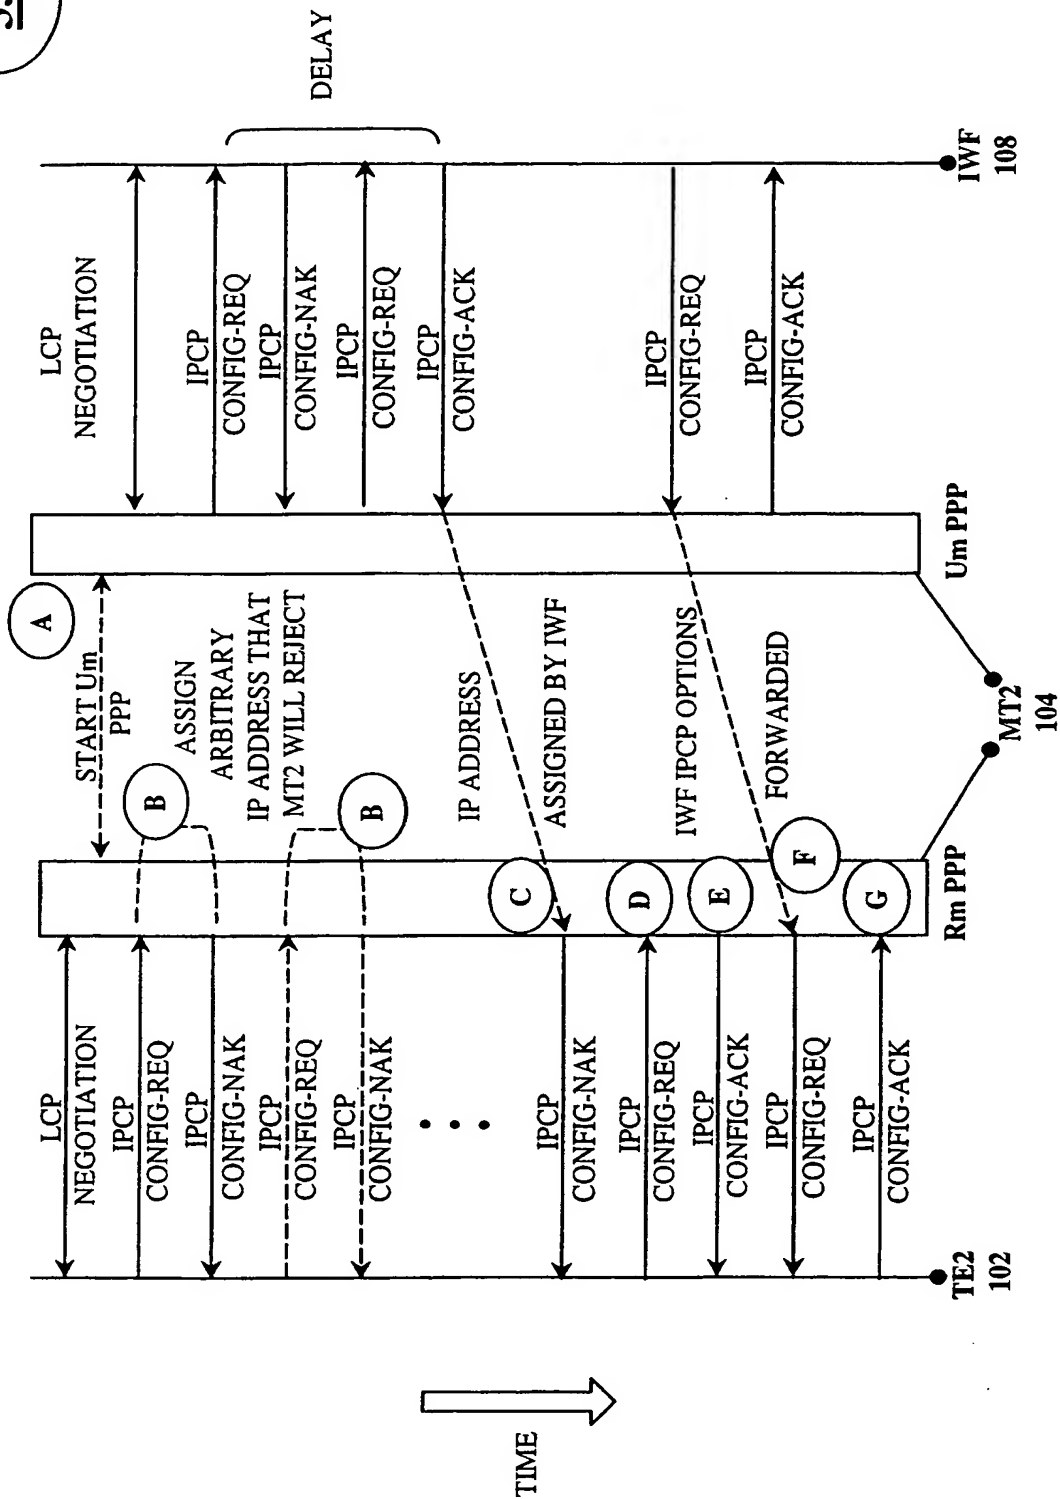 DELAY
LCP
NEGOTIATION
IPCP
CONFIG-REQ
IPCP
CONFIG-NAK
IPCP
CONFIG-REQ
IPCP
CONFIG-ACK
IPCP
CONFIG-REQ
IPCP
CONFIG-ACK
IWF
108
A
START Um
PPP
ASSIGN
ARBITRARY
IP ADDRESS THAT
MT2 WILL REJECT
B
B
IP ADDRESS
ASSIGNED BY IWF
IWF IPCP OPTIONS
FORWARDED
Um PPP
MT2
104
C
D
E
F
G
Rm PPP
LCP
NEGOTIATION
IPCP
CONFIG-REQ
IPCP
CONFIG-NAK
IPCP
CONFIG-REQ
IPCP
CONFIG-NAK
IPCP
CONFIG-NAK
IPCP
CONFIG-REQ
IPCP
CONFIG-ACK
IPCP
CONFIG-REQ
IPCP
CONFIG-ACK
TE2
102
TIME